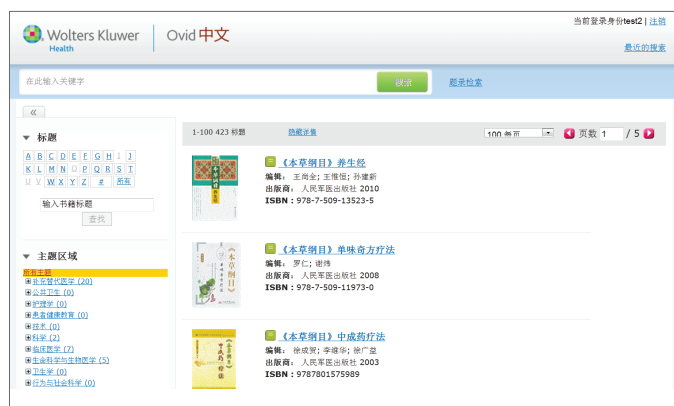 当前登录身份test2 | 注销
Wolters Kluwer
Health
Ovid 中文
最近的搜索
在此输入关键字
搜索
题录检索
«
标题
A B C D E F G H I J
K L M N O P Q R S T
U V W X Y Z # 所有
输入书籍标题
查找
主题区域
所有主题
补充替代医学 (20)
公共卫生 (0)
护理学 (0)
患者健康教育 (0)
技术 (0)
科学 (2)
临床医学 (7)
生命科学与生物医学 (5)
卫生学 (0)
行为与社会科学 (0)
1-100 423 标题
隐藏详情
100 每页
页数 1 / 5
《本草纲目》养生经
编辑： 王尚全; 王惟恒; 孙建新
出版商： 人民军医出版社 2010
ISBN：978-7-509-13523-5
《本草纲目》单味奇方疗法
编辑： 罗仁; 谢炜
出版商： 人民军医出版社 2008
ISBN：978-7-509-11973-0
《本草纲目》中成药疗法
编辑： 徐成贺; 李维华; 徐广益
出版商： 人民军医出版社 2003
ISBN：9787801575989